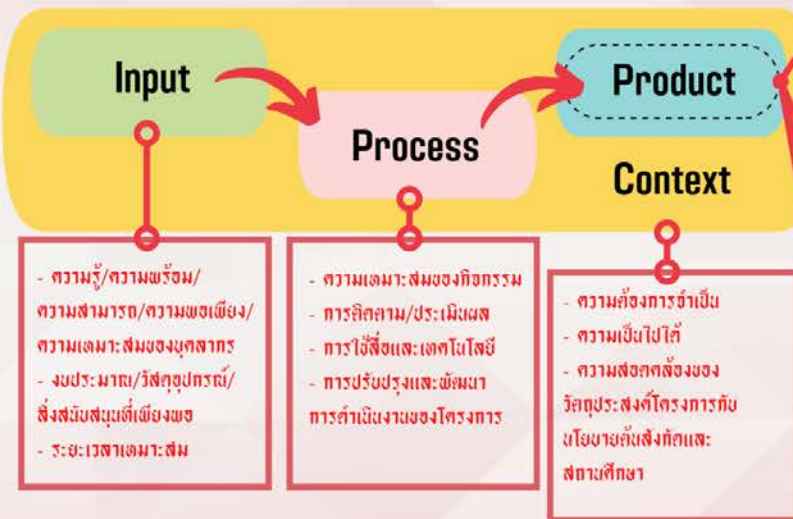 Input
Process
Product
Context
- ความรู้/ความพร้อม/
ความสามารถ/ความพอเพียง/
ความเหมาะสมของบุคลากร
- งบประมาณ/วัสดุอุปกรณ์/
สิ่งสนับสนุนที่เพียงพอ
- ระยะเวลาเหมาะสม
- ความเหมาะสมของกิจกรรม
- การติดตาม/ประเมินผล
- การใช้สื่อและเทคโนโลยี
- การปรับปรุงและพัฒนา
การดำเนินงานของโครงการ
- ความต้องการจำเป็น
- ความเป็นไปได้
- ความสอดคล้องของ
วัตถุประสงค์โครงการกับ
นโยบายต้นสังกัดและ
สถานศึกษา